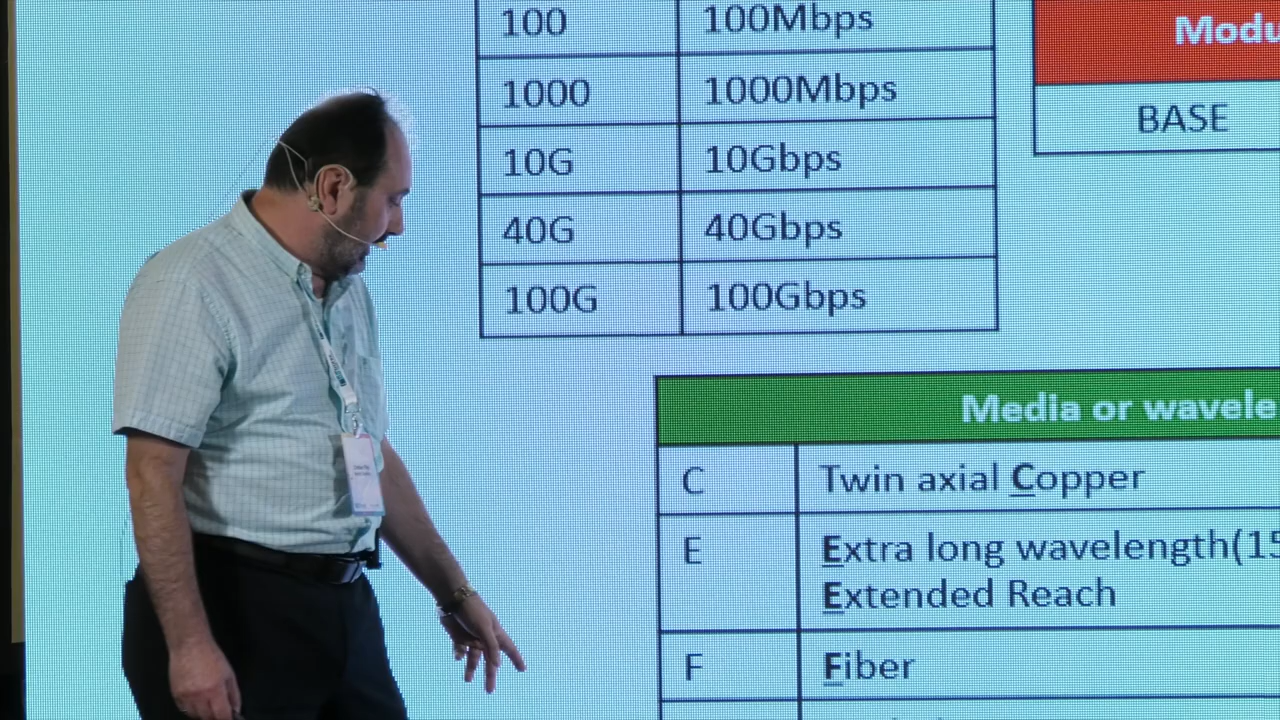 100 100Mbps
1000 1000Mbps
10G 10Gbps
40G 40Gbps
100G 100Gbps
Modu
BASE
Media or wavele
C Twin axial Copper
E Extra long wavelength(15
Extended Reach
F Fiber